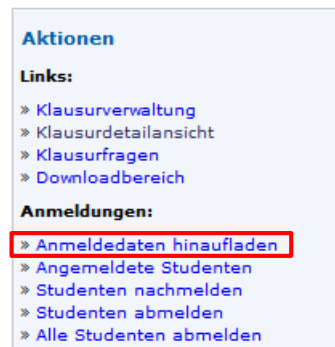 Aktionen
Links:
» Klausurverwaltung
» Klausurdetailansicht
» Klausurfragen
» Downloadbereich
Anmeldungen:
» Anmeldedaten hinaufladen
» Angemeldete Studenten
» Studenten nachmelden
» Studenten abmelden
» Alle Studenten abmelden